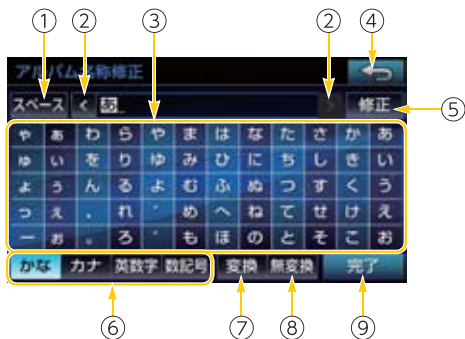 ① ② ③ ② ④
アルバム名称修正
スペース < あ_ > 修正 ⑤
ゃ ぁ わ ら や ま は な た さ か あ
ゅ ぃ を り ゆ み ひ に ち し き い
ょ ぅ ん る よ む ふ ぬ つ す く う
っ ぇ 、 れ ゛ め へ ね て せ け え
ー ぉ 。 ろ ゜ も ほ の と そ こ お
かな カナ 英数字 数記号 変換 無変換 完了
⑥ ⑦ ⑧ ⑨